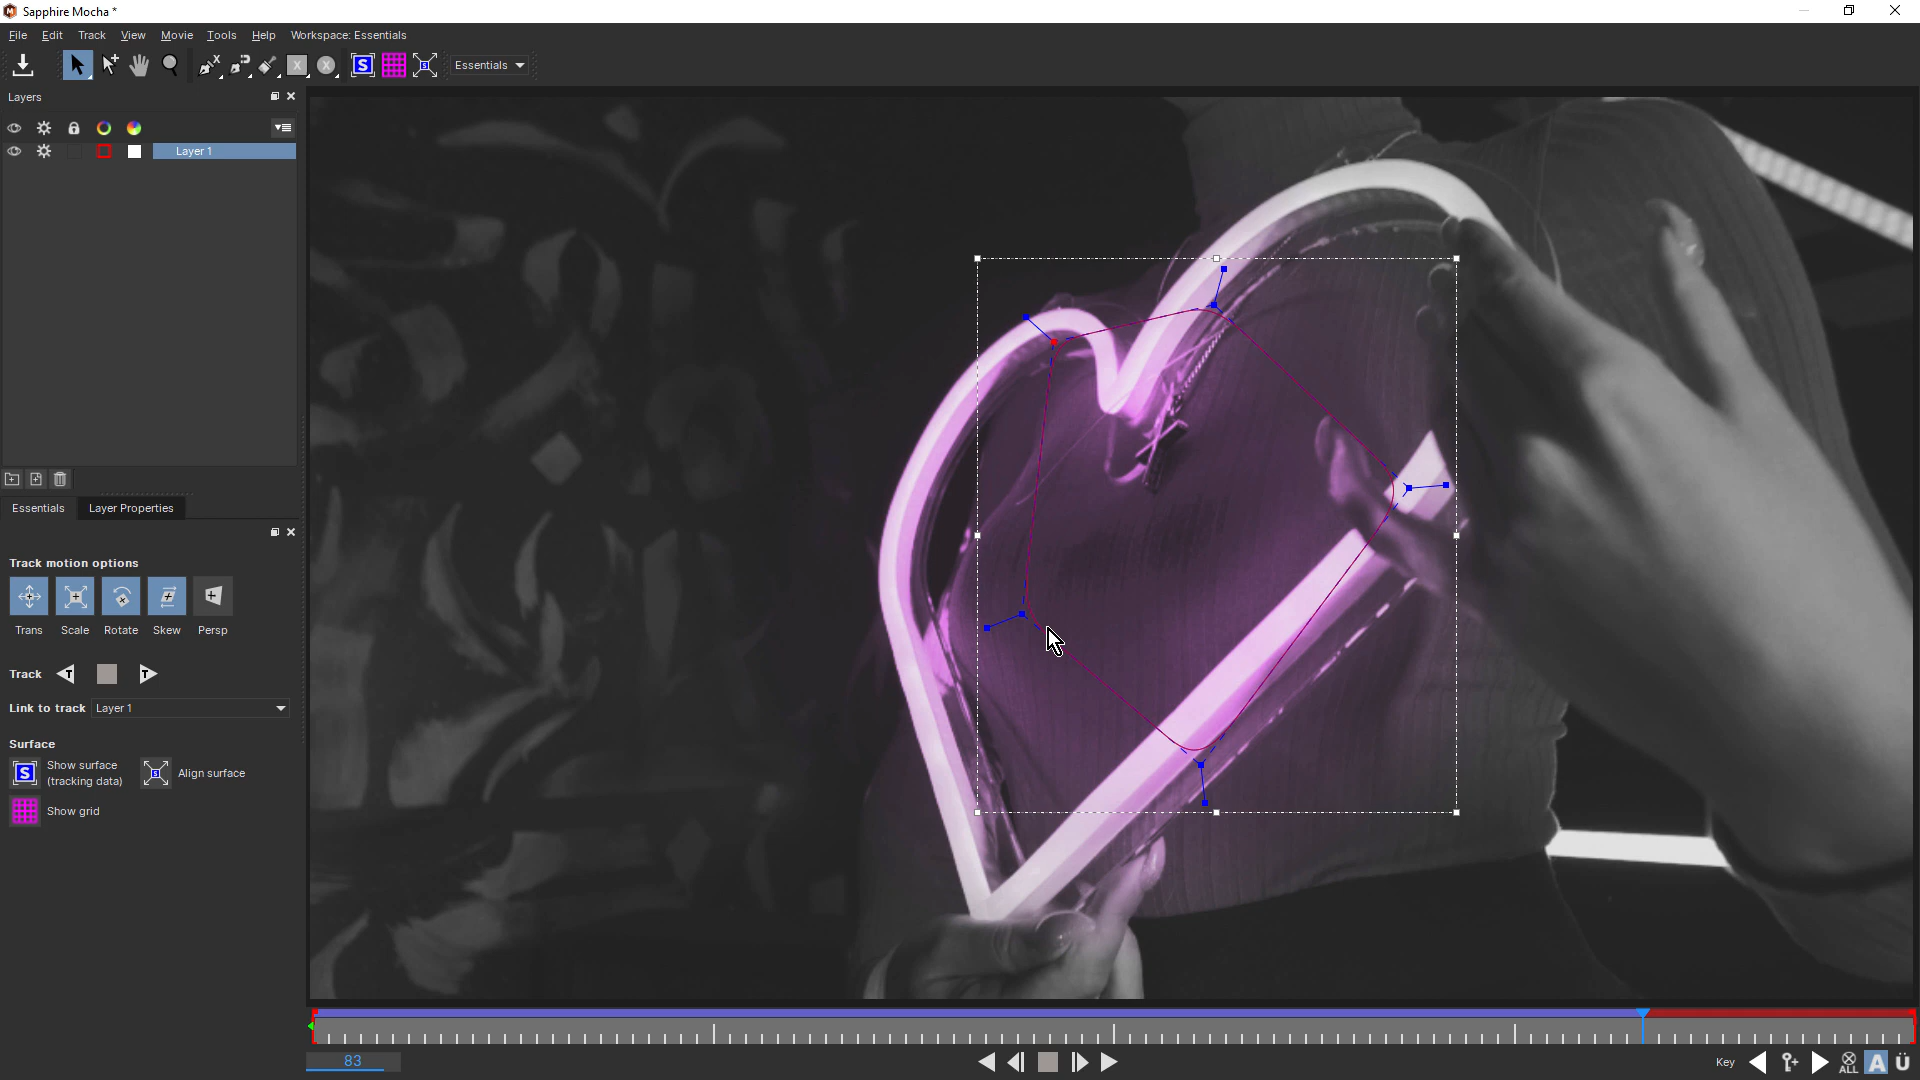 Sapphire Mocha *
File Edit Track View Movie Tools Help Workspace: Essentials
S Essentials
Layers
Layer 1
Essentials Layer Properties
Track motion options
Trans Scale Rotate Skew Persp
Track T T
Link to track Layer 1
Surface
S Show surface
(tracking data)
Align surface
Show grid
83
Key ALL A Ü